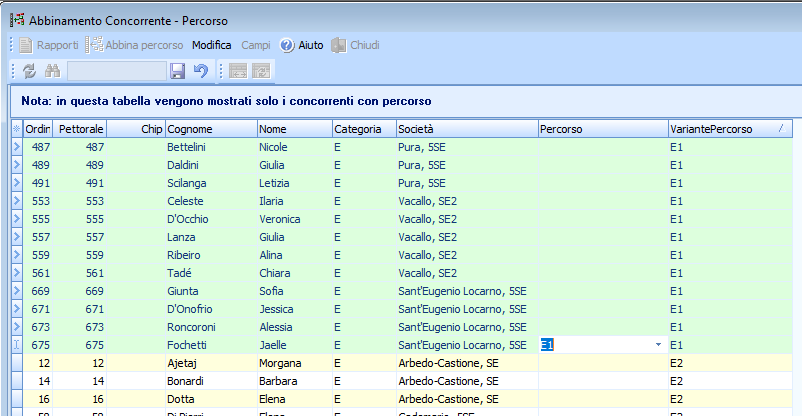 Abbinamento Concorrente - Percorso
Rapporti Abbina percorso Modifica Campi Aiuto Chiudi
Nota: in questa tabella vengono mostrati solo i concorrenti con percorso
Ordin Pettorale Chip Cognome Nome Categoria Società Percorso VariantePercorso
487 487 Bettelini Nicole E Pura, 5SE E1
489 489 Daldini Giulia E Pura, 5SE E1
491 491 Scilanga Letizia E Pura, 5SE E1
553 553 Celeste Ilaria E Vacallo, SE2 E1
555 555 D'Occhio Veronica E Vacallo, SE2 E1
557 557 Lanza Giulia E Vacallo, SE2 E1
559 559 Ribeiro Alina E Vacallo, SE2 E1
561 561 Tadé Chiara E Vacallo, SE2 E1
669 669 Giunta Sofia E Sant'Eugenio Locarno, 5SE E1
671 671 D'Onofrio Jessica E Sant'Eugenio Locarno, 5SE E1
673 673 Roncoroni Alessia E Sant'Eugenio Locarno, 5SE E1
675 675 Fochetti Jaelle E Sant'Eugenio Locarno, 5SE E1 E1
12 12 Ajetaj Morgana E Arbedo-Castione, SE E2
14 14 Bonardi Barbara E Arbedo-Castione, SE E2
16 16 Dotta Elena E Arbedo-Castione, SE E2